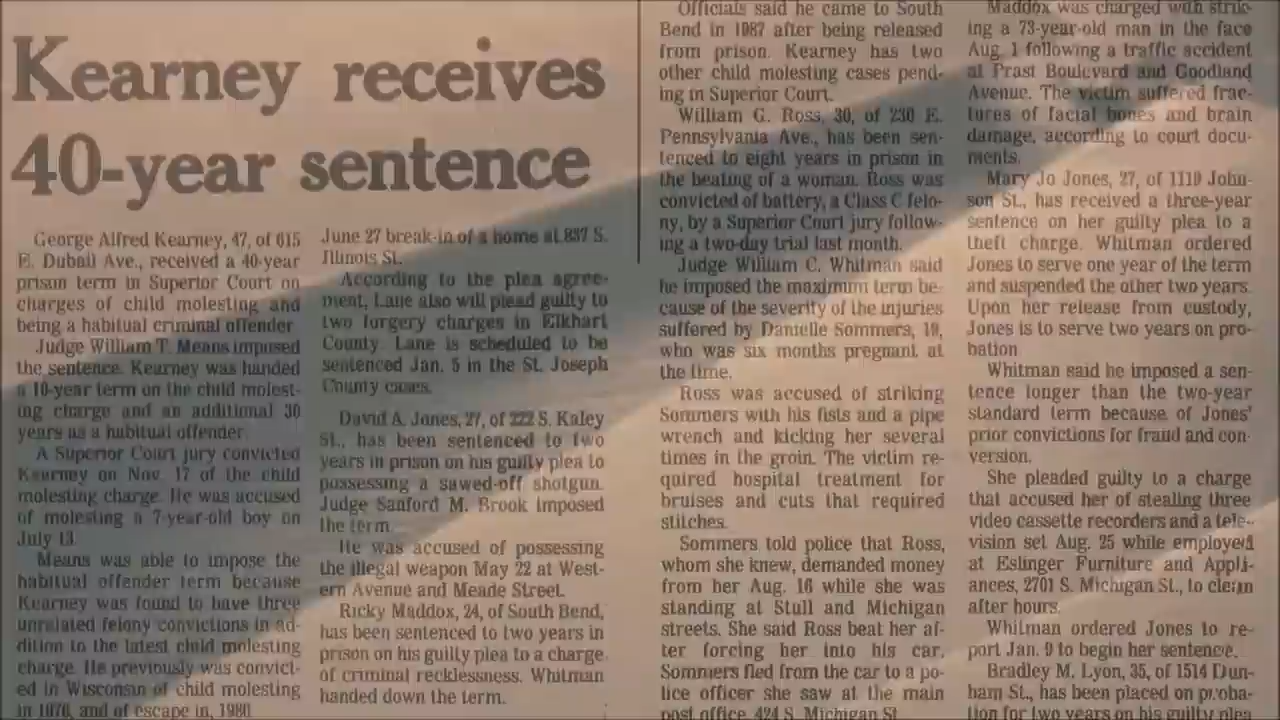 Kearney receives
40-year sentence
George Alfred Kearney, 47, of 615
E. Dubail Ave., received a 40-year
prison term in Superior Court on
charges of child molesting and
being a habitual criminal offender.
Judge William T. Means imposed
the sentence. Kearney was handed
a 10-year term on the child molest-
ing charge and an additional 30
years as a habitual offender.
A Superior Court jury convicted
Kearney on Nov. 17 of the child
molesting charge. He was accused
of molesting a 7-year-old boy on
July 13.
Means was able to impose the
habitual offender term because
Kearney was found to have three
unrelated felony convictions in ad-
dition to the latest child molesting
charge. He previously was convict-
ed in Wisconsin of child molesting
in 1976, and of escape in, 1980
June 27 break-in of a home at 837 S.
Illinois St.
According to the plea agree-
ment, Lane also will plead guilty to
two forgery charges in Elkhart
County. Lane is scheduled to be
sentenced Jan. 5 in the St. Joseph
County cases.
David A. Jones, 27, of 222 S. Kaley
St., has been sentenced to two
years in prison on his guilty plea to
possessing a sawed-off shotgun.
Judge Sanford M. Brook imposed
the term.
He was accused of possessing
the illegal weapon May 22 at West-
ern Avenue and Meade Street.
Ricky Maddox, 24, of South Bend,
has been sentenced to two years in
prison on his guilty plea to a charge
of criminal recklessness. Whitman
handed down the term.
Officials said he came to South
Bend in 1987 after being released
from prison. Kearney has two
other child molesting cases pend-
ing in Superior Court.
William G. Ross, 30, of 230 E.
Pennsylvania Ave., has been sen-
tenced to eight years in prison in
the beating of a woman. Ross was
convicted of battery, a Class C felo-
ny, by a Superior Court jury follow-
ing a two-day trial last month.
Judge William C. Whitman said
he imposed the maximum term be-
cause of the severity of the injuries
suffered by Danielle Sommers, 19,
who was six months pregnant at
the time.
Ross was accused of striking
Sommers with his fists and a pipe
wrench and kicking her several
times in the groin. The victim re-
quired hospital treatment for
bruises and cuts that required
stitches.
Sommers told police that Ross,
whom she knew, demanded money
from her Aug. 16 while she was
standing at Stull and Michigan
streets. She said Ross beat her af-
ter forcing her into his car.
Sommers fled from the car to a po-
lice officer she saw at the main
post office, 424 S. Michigan St.
Maddox was charged with strik-
ing a 73-year-old man in the face
Aug. 1 following a traffic accident
at Prast Boulevard and Goodland
Avenue. The victim suffered frac-
tures of facial bones and brain
damage, according to court docu-
ments.
Mary Jo Jones, 27, of 1119 John-
son St., has received a three-year
sentence on her guilty plea to a
theft charge. Whitman ordered
Jones to serve one year of the term
and suspended the other two years.
Upon her release from custody,
Jones is to serve two years on pro-
bation
Whitman said he imposed a sen-
tence longer than the two-year
standard term because of Jones'
prior convictions for fraud and con-
version.
She pleaded guilty to a charge
that accused her of stealing three
video cassette recorders and a tele-
vision set Aug. 25 while employed
at Eslinger Furniture and Appli-
ances, 2701 S. Michigan St., to clean
after hours.
Whitman ordered Jones to re-
port Jan. 9 to begin her sentence.
Bradley M. Lyon, 35, of 1514 Dun-
ham St., has been placed on proba-
tion for two years on his guilty plea